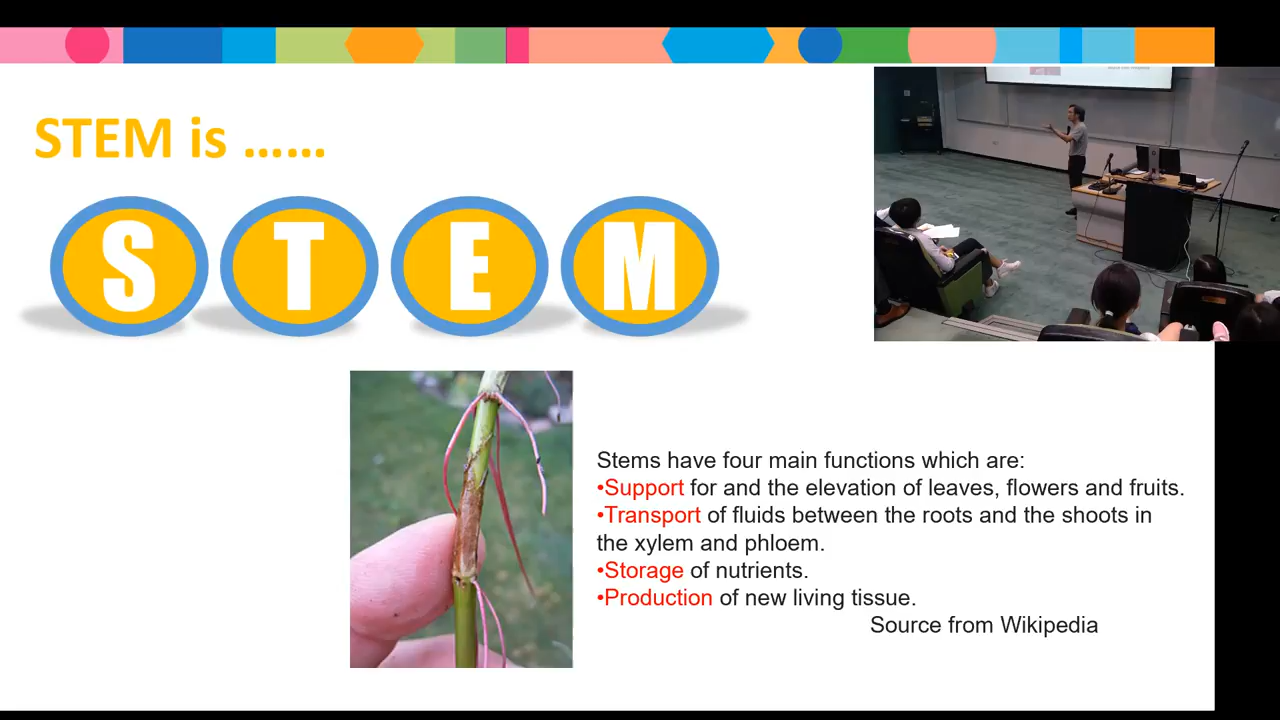 STEM is ......
S T E M
Stems have four main functions which are:
•Support for and the elevation of leaves, flowers and fruits.
•Transport of fluids between the roots and the shoots in
the xylem and phloem.
•Storage of nutrients.
•Production of new living tissue.
Source from Wikipedia